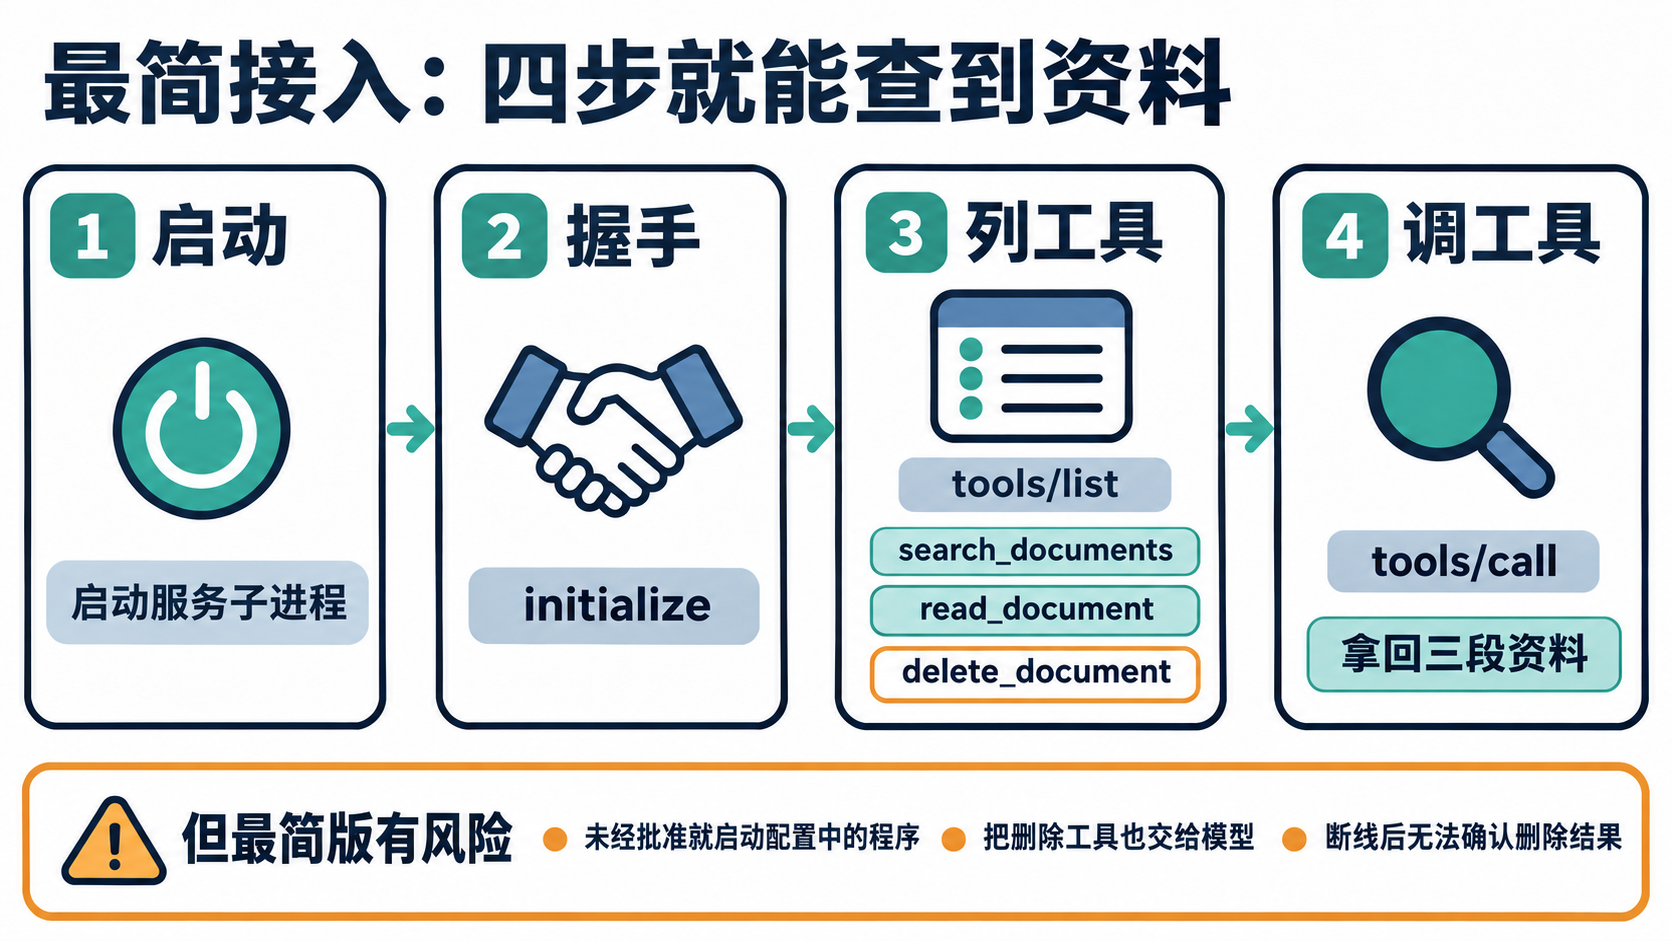 最简接入：四步就能查到资料
1 启动
启动服务子进程
2 握手
initialize
3 列工具
tools/list
search_documents
read_document
delete_document
4 调工具
tools/call
拿回三段资料
但最简版有风险
未经批准就启动配置中的程序
把删除工具也交给模型
断线后无法确认删除结果